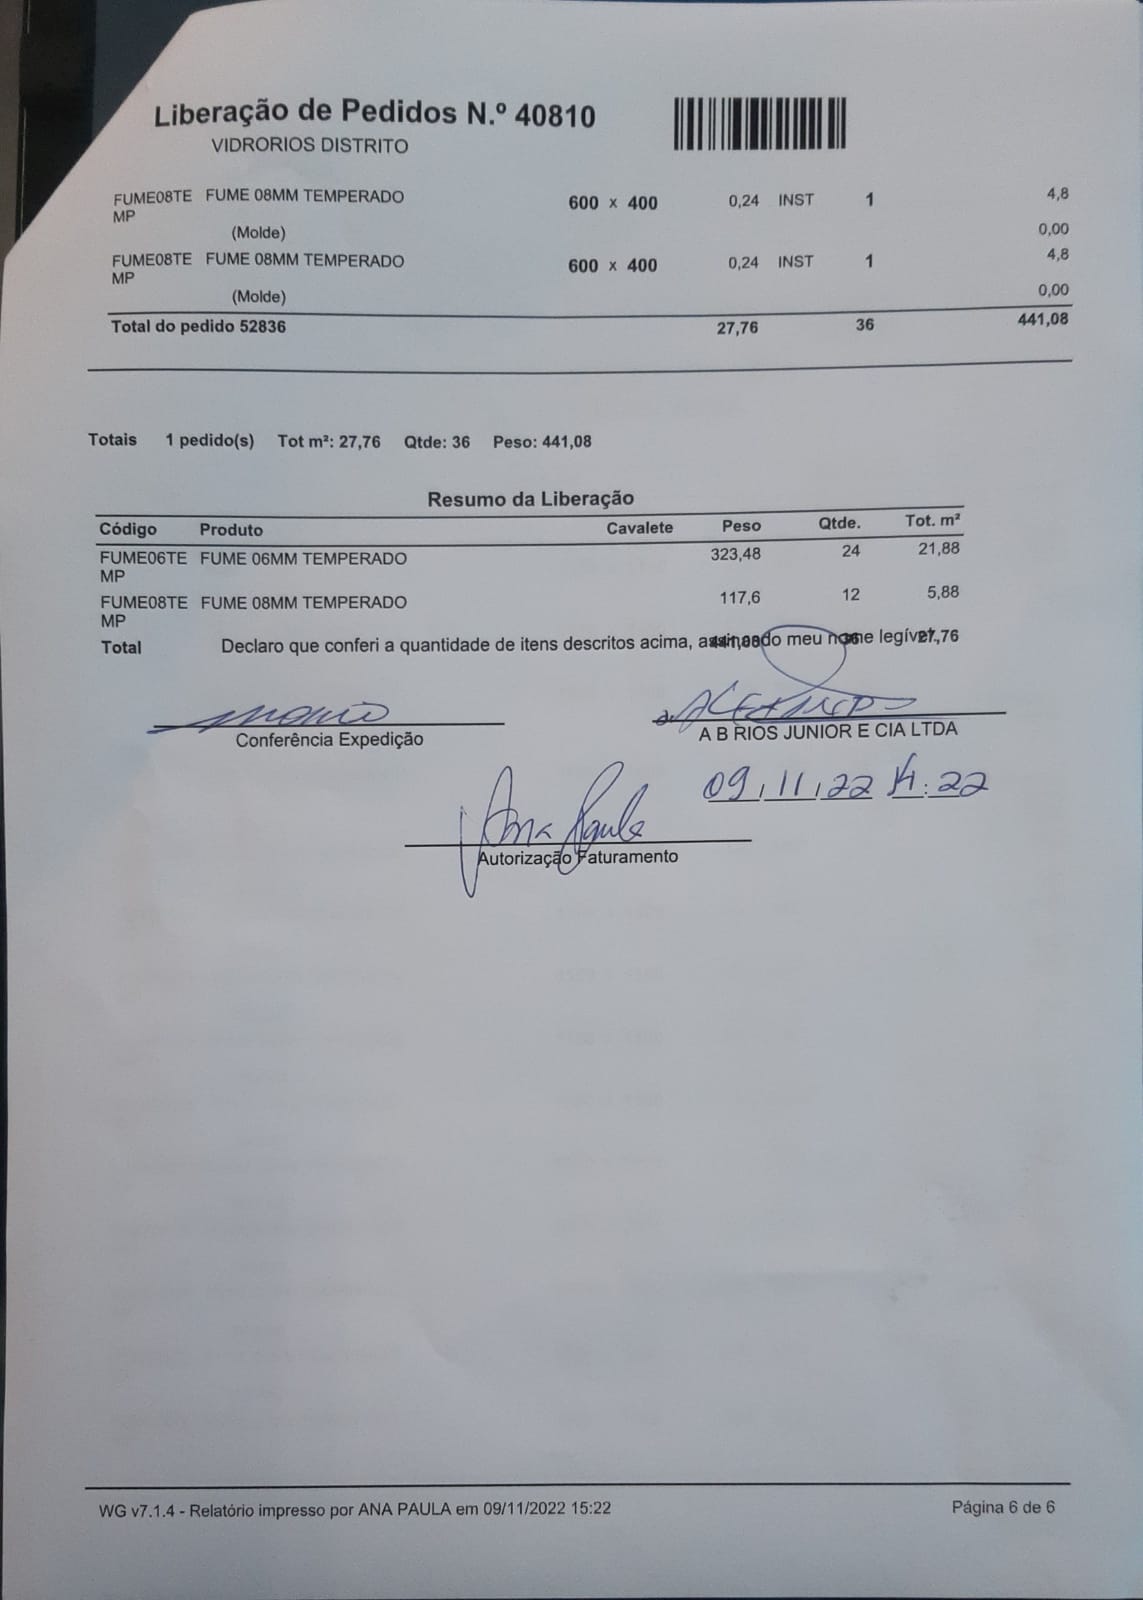 Liberação de Pedidos N.º 40810
VIDRORIOS DISTRITO
FUME08TE FUME 08MM TEMPERADO 600 x 400 0,24 INST 1 4,8
MP
(Molde) 0,00
FUME08TE FUME 08MM TEMPERADO 600 x 400 0,24 INST 1 4,8
MP
(Molde) 0,00
Total do pedido 52836 27,76 36 441,08
Totais 1 pedido(s) Tot m²: 27,76 Qtde: 36 Peso: 441,08
Resumo da Liberação
Código Produto Cavalete Peso Qtde. Tot. m²
FUME06TE FUME 06MM TEMPERADO 323,48 24 21,88
MP
FUME08TE FUME 08MM TEMPERADO 117,6 12 5,88
MP
Total Declaro que conferi a quantidade de itens descritos acima, assinando meu nome legível. 441,08 36 27,76
Conferência Expedição
A B RIOS JUNIOR E CIA LTDA
09,11,22 :22
Ana Paula
Autorização Faturamento
WG v7.1.4 - Relatório impresso por ANA PAULA em 09/11/2022 15:22 Página 6 de 6